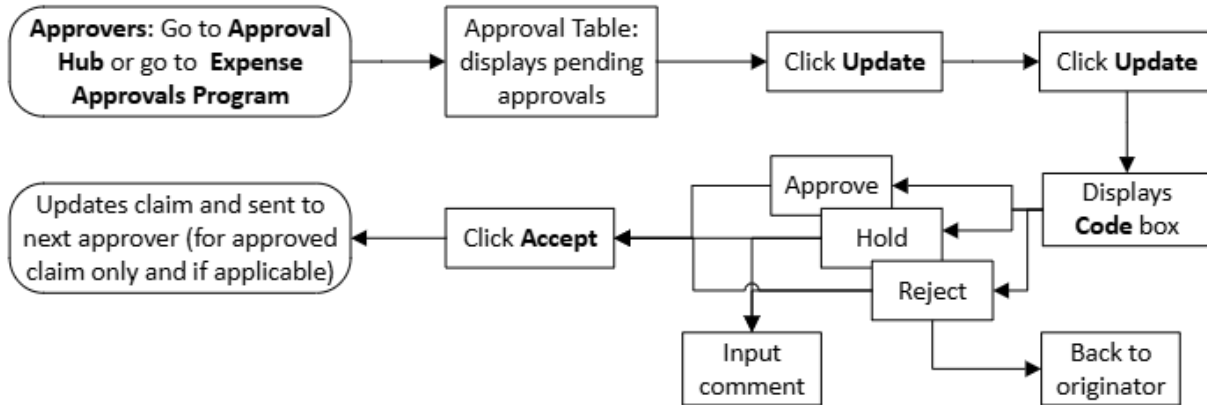 Approvers: Go to Approval
Hub or go to Expense
Approvals Program
Approval Table:
displays pending
approvals
Click Update
Click Update
Displays
Code box
Approve
Hold
Reject
Input
comment
Back to
originator
Click Accept
Updates claim and sent to
next approver (for approved
claim only and if applicable)